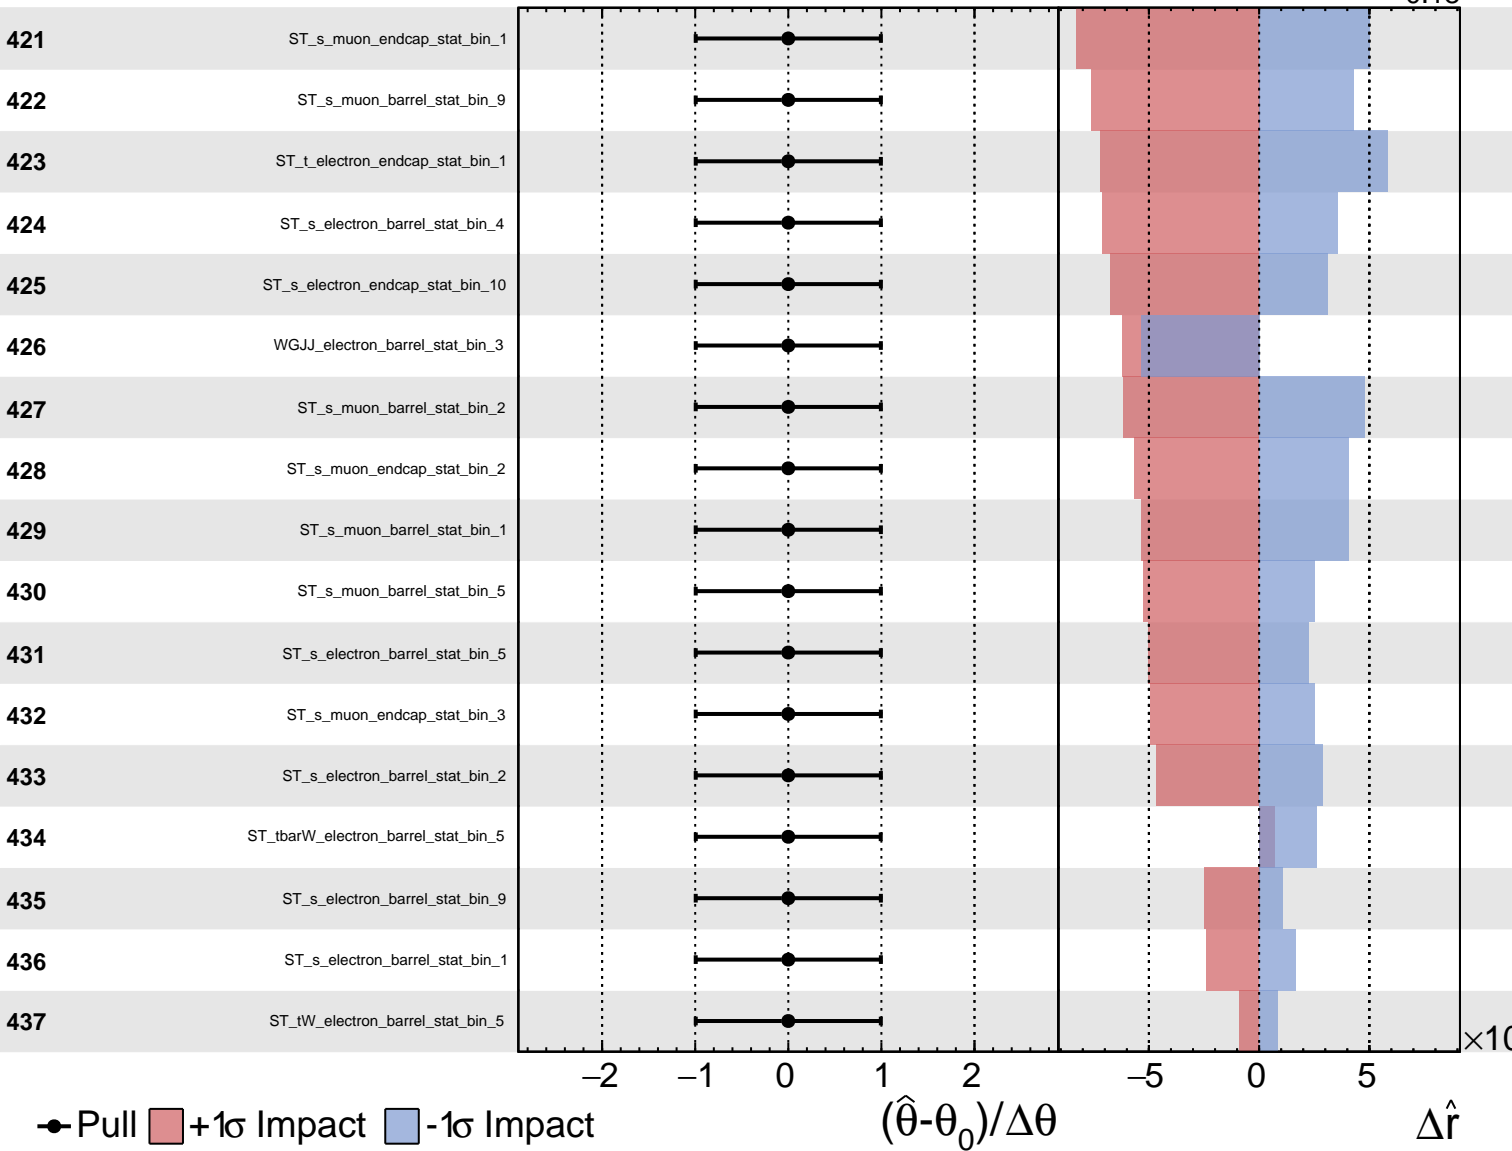 421 ST_s_muon_endcap_stat_bin_1
422 ST_s_muon_barrel_stat_bin_9
423 ST_t_electron_endcap_stat_bin_1
424 ST_s_electron_barrel_stat_bin_4
425 ST_s_electron_endcap_stat_bin_10
426 WGJJ_electron_barrel_stat_bin_3
427 ST_s_muon_barrel_stat_bin_2
428 ST_s_muon_endcap_stat_bin_2
429 ST_s_muon_barrel_stat_bin_1
430 ST_s_muon_barrel_stat_bin_5
431 ST_s_electron_barrel_stat_bin_5
432 ST_s_muon_endcap_stat_bin_3
433 ST_s_electron_barrel_stat_bin_2
434 ST_tbarW_electron_barrel_stat_bin_5
435 ST_s_electron_barrel_stat_bin_9
436 ST_s_electron_barrel_stat_bin_1
437 ST_tW_electron_barrel_stat_bin_5
×10
−2 −1 0 1 2 −5 0 5
Pull +1σ Impact -1σ Impact (θ̂-θ₀)/Δθ Δr̂